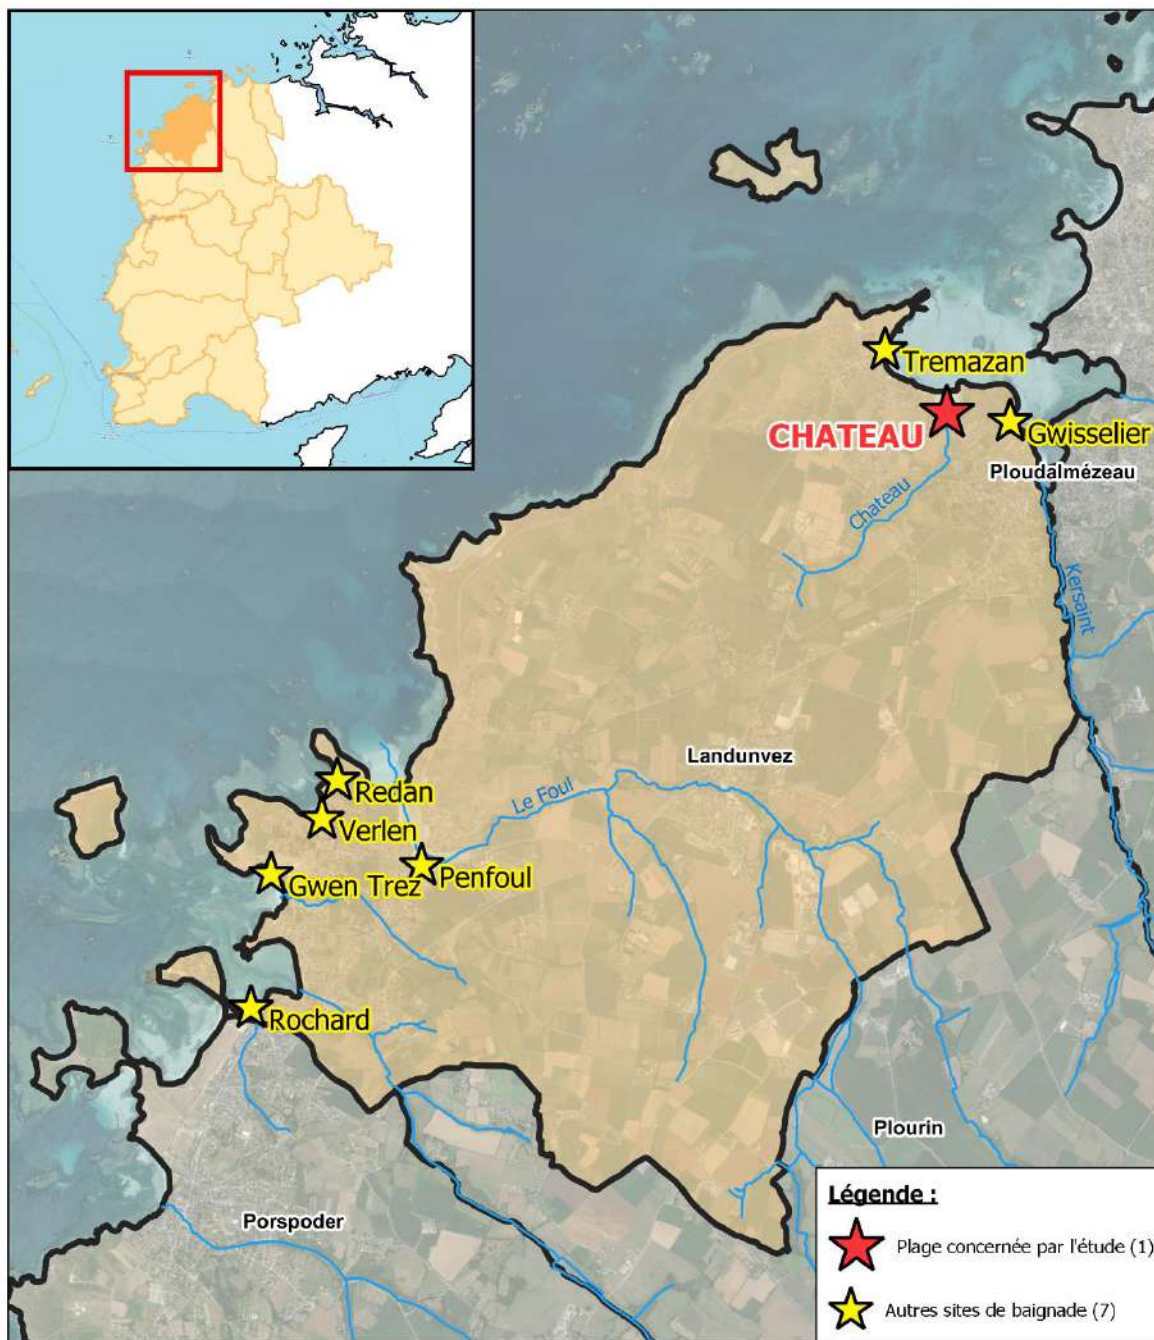 Tremazan
CHATEAU
Gwisselier
Ploudalmézeau
Chateau
Kersaint
Landunvez
Redan
Le Foul
Verlen
Gwen Trez
Penfoul
Rochard
Plourin
Porspoder
Légende :
Plage concernée par l'étude (1)
Autres sites de baignade (7)